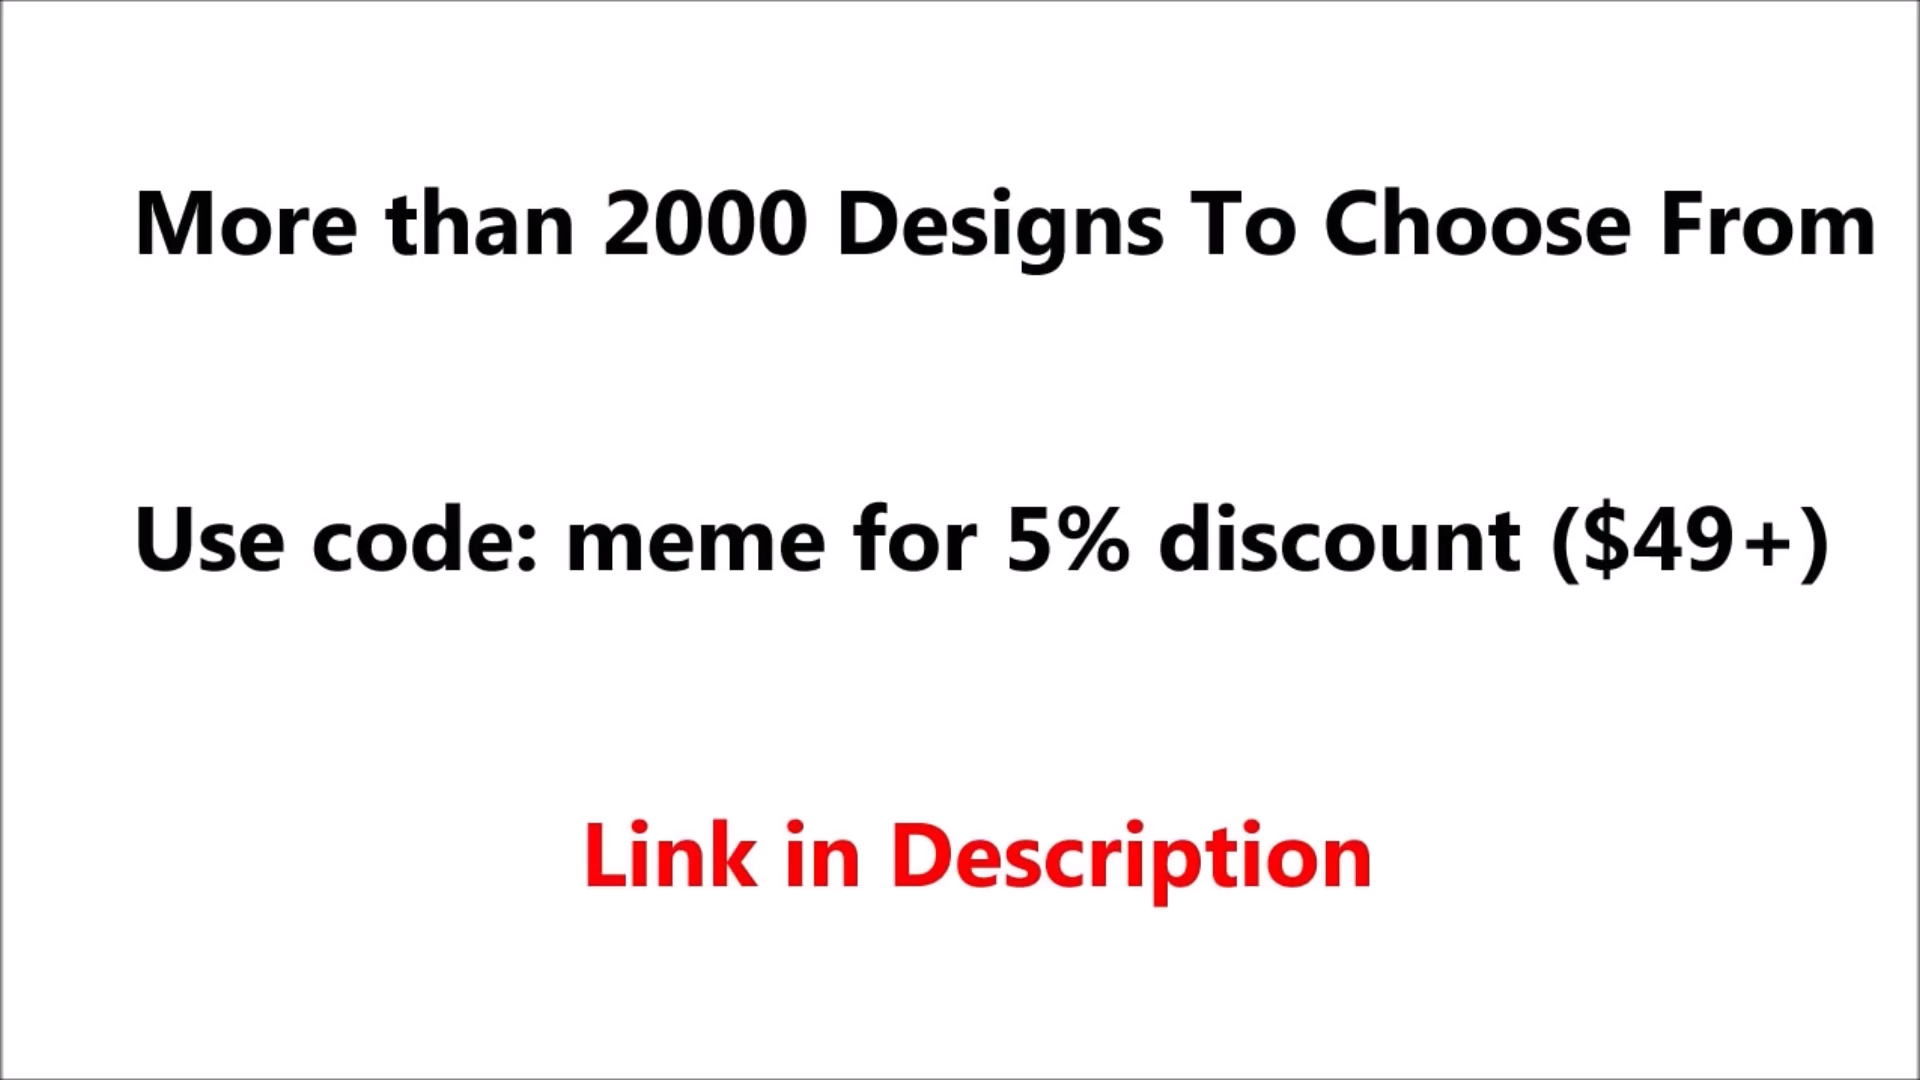 More than 2000 Designs To Choose From
Use code: meme for 5% discount ($49+)
Link in Description